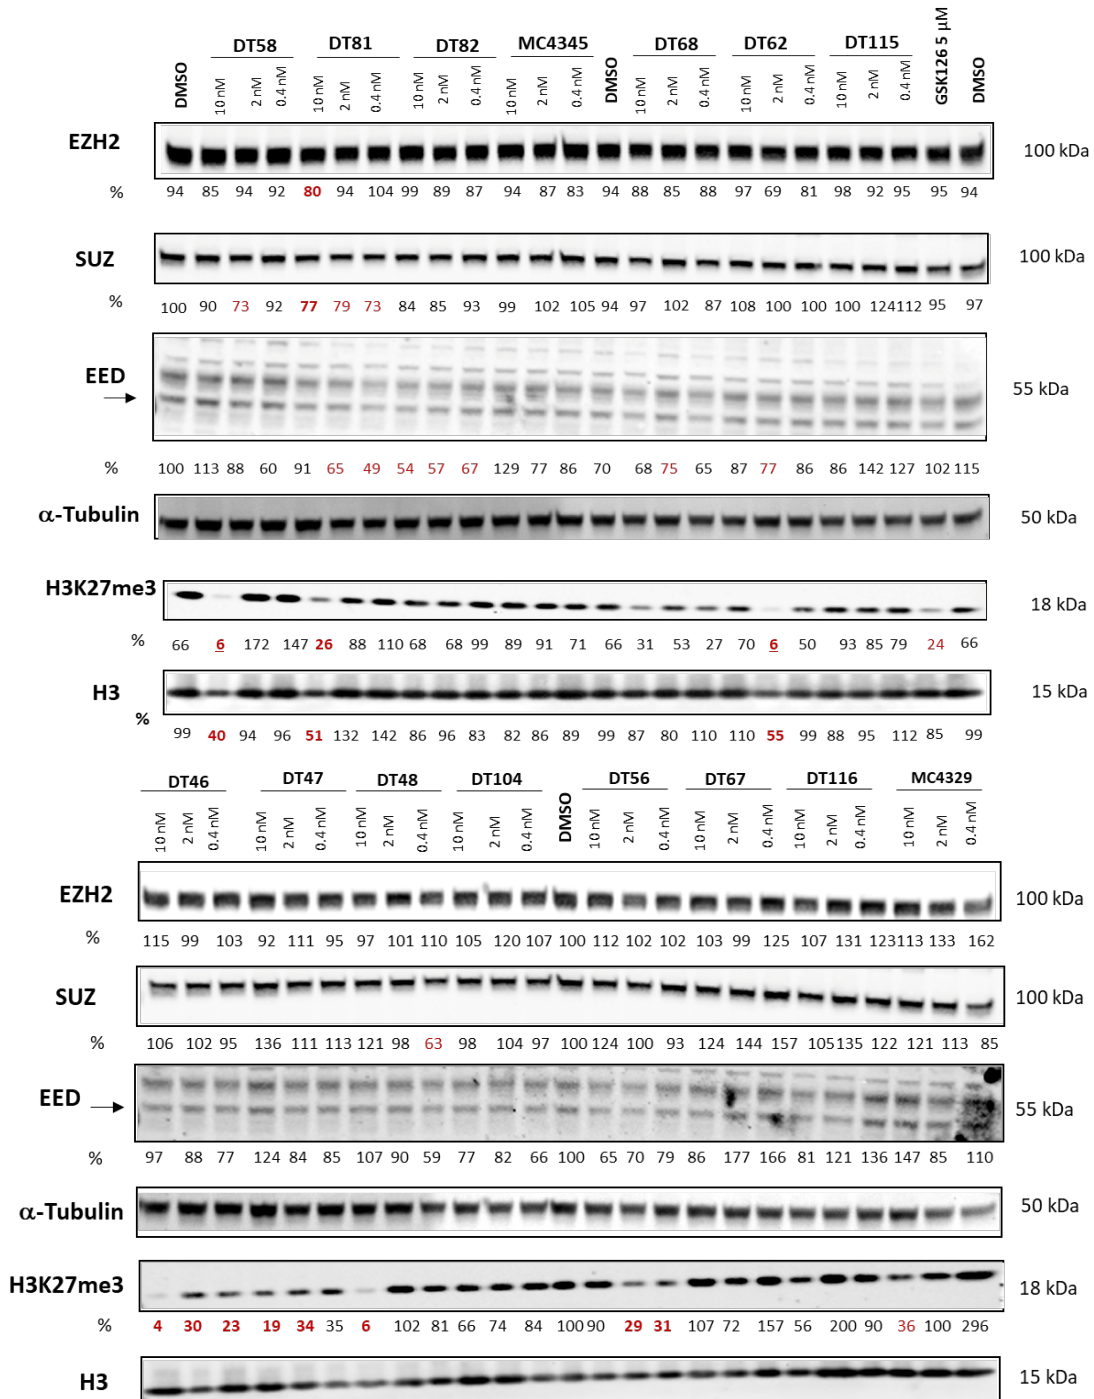 DT58 DT81 DT82 MC4345 DT68 DT62 DT115
DMSO 10 nM 2 nM 0.4 nM 10 nM 2 nM 0.4 nM 10 nM 2 nM 0.4 nM 10 nM 2 nM 0.4 nM DMSO 10 nM 2 nM 0.4 nM 10 nM 2 nM 0.4 nM 10 nM 2 nM 0.4 nM GSK126 5 µM DMSO
EZH2 100 kDa
% 94 85 94 92 80 94 104 99 89 87 94 87 83 94 88 85 88 97 69 81 98 92 95 95 94
SUZ 100 kDa
% 100 90 73 92 77 79 73 84 85 93 99 102 105 94 97 102 87 108 100 100 100 124 112 95 97
EED 55 kDa
% 100 113 88 60 91 65 49 54 57 67 129 77 86 70 68 75 65 87 77 86 86 142 127 102 115
α-Tubulin 50 kDa
H3K27me3 18 kDa
% 66 6 172 147 26 88 110 68 68 99 89 91 71 66 31 53 27 70 6 50 93 85 79 24 66
H3 15 kDa
% 99 40 94 96 51 132 142 86 96 83 82 86 89 99 87 80 110 110 55 99 88 95 112 85 99
DT46 DT47 DT48 DT104 DT56 DT67 DT116 MC4329
10 nM 2 nM 0.4 nM 10 nM 2 nM 0.4 nM 10 nM 2 nM 0.4 nM 10 nM 2 nM 0.4 nM DMSO 10 nM 2 nM 0.4 nM 10 nM 2 nM 0.4 nM 10 nM 2 nM 0.4 nM 10 nM 2 nM 0.4 nM
EZH2 100 kDa
% 115 99 103 92 111 95 97 101 110 105 120 107 100 112 102 102 103 99 125 107 131 123 113 133 162
SUZ 100 kDa
% 106 102 95 136 111 113 121 98 63 98 104 97 100 124 100 93 124 144 157 105 135 122 121 113 85
EED 55 kDa
% 97 88 77 124 84 85 107 90 59 77 82 66 100 65 70 79 86 177 166 81 121 136 147 85 110
α-Tubulin 50 kDa
H3K27me3 18 kDa
% 4 30 23 19 34 35 6 102 81 66 74 84 100 90 29 31 107 72 157 56 200 90 36 100 296
H3 15 kDa